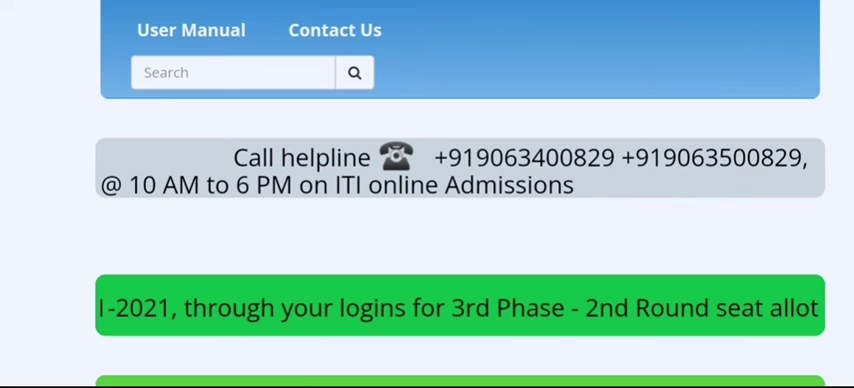 User Manual Contact Us
Search
Call helpline +919063400829 +919063500829,
@ 10 AM to 6 PM on ITI online Admissions
-2021, through your logins for 3rd Phase - 2nd Round seat allot